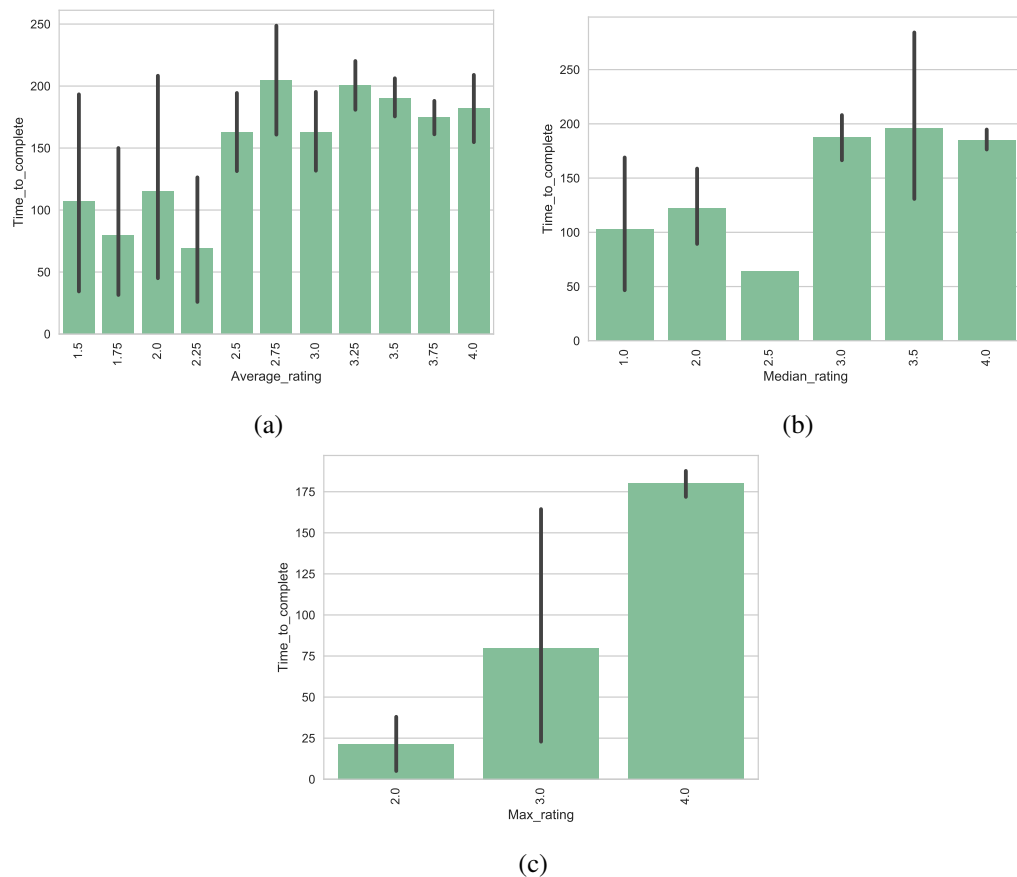 250
200
150
100
50
0
Time_to_complete
1.5 1.75 2.0 2.25 2.5 2.75 3.0 3.25 3.5 3.75 4.0
Average_rating
(a)
250
200
150
100
50
0
Time_to_complete
1.0 2.0 2.5 3.0 3.5 4.0
Median_rating
(b)
175
150
125
100
75
50
25
0
Time_to_complete
2.0 3.0 4.0
Max_rating
(c)